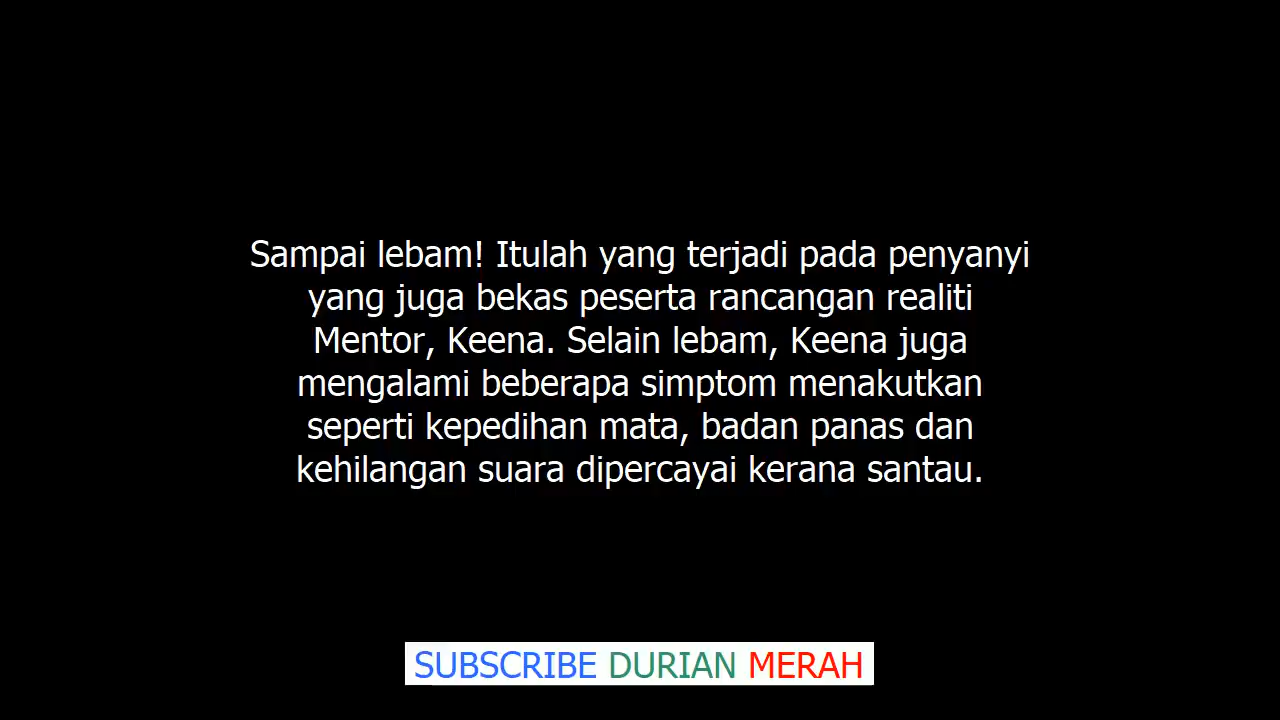 Sampai lebam! Itulah yang terjadi pada penyanyi
yang juga bekas peserta rancangan realiti
Mentor, Keena. Selain lebam, Keena juga
mengalami beberapa simptom menakutkan
seperti kepedihan mata, badan panas dan
kehilangan suara dipercayai kerana santau.
SUBSCRIBE DURIAN MERAH